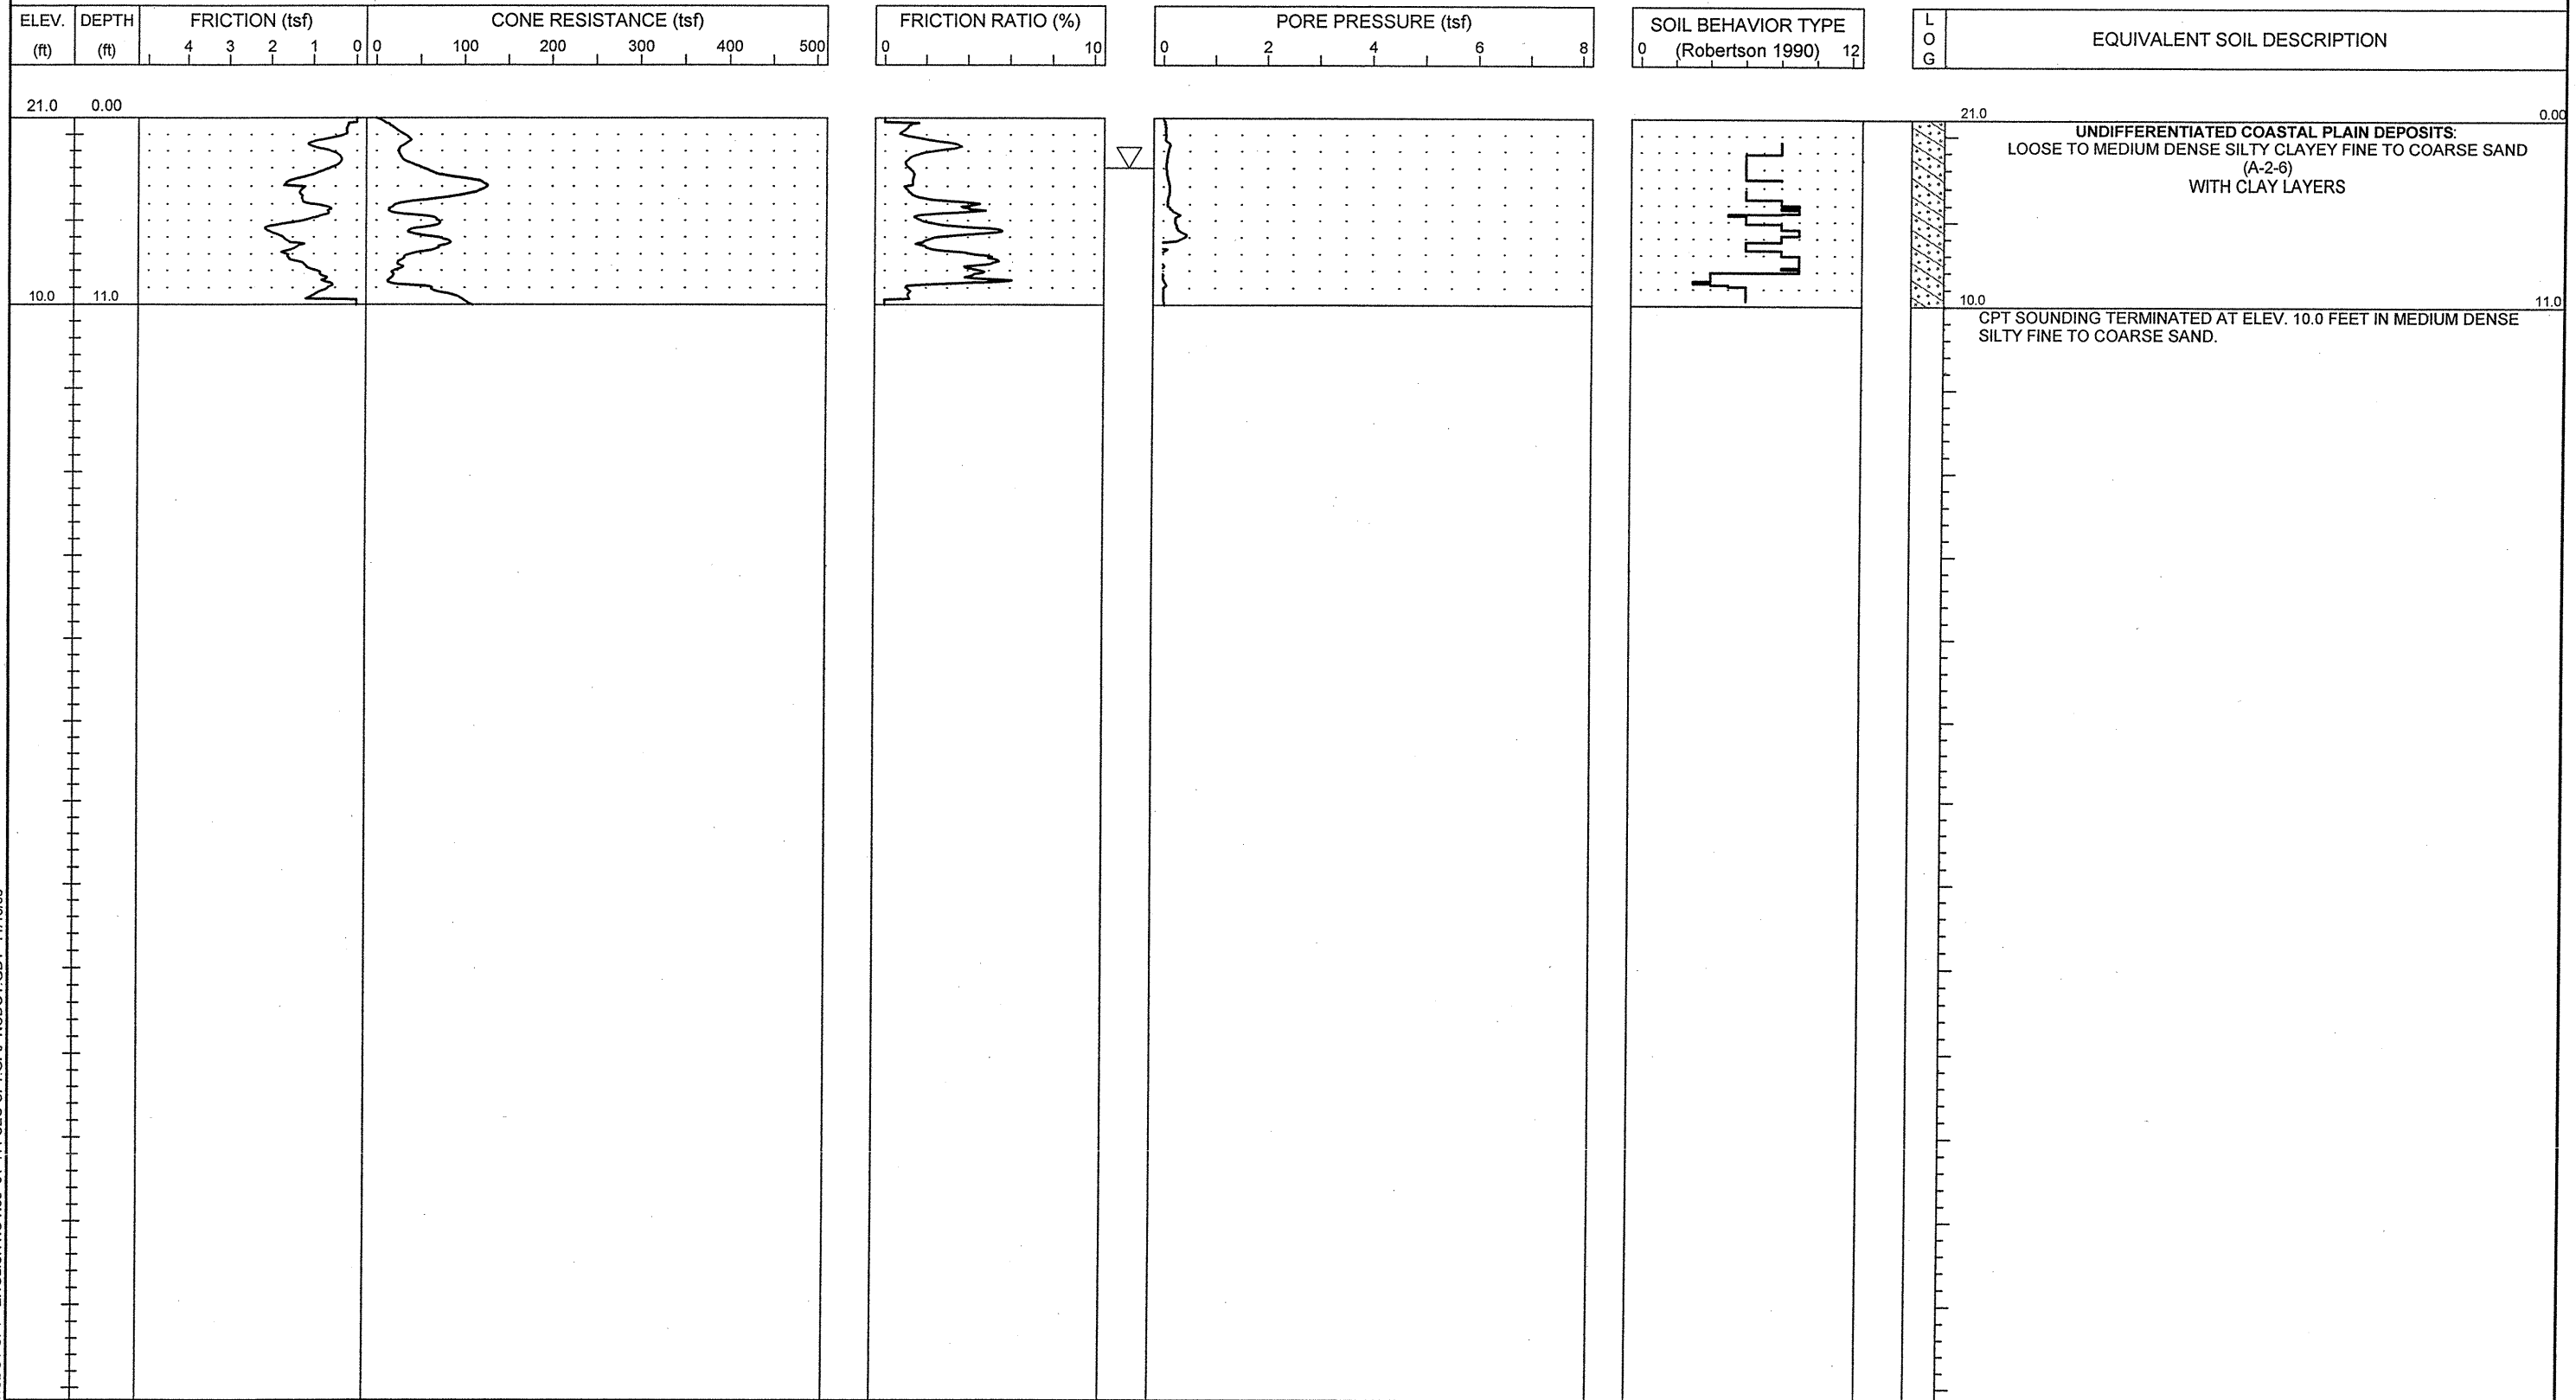 ELEV.
(ft)
DEPTH
(ft)
FRICTION (tsf)
4 3 2 1 0
CONE RESISTANCE (tsf)
0 100 200 300 400 500
FRICTION RATIO (%)
0 10
PORE PRESSURE (tsf)
0 2 4 6 8
SOIL BEHAVIOR TYPE
(Robertson 1990)
0 12
L
O
G
EQUIVALENT SOIL DESCRIPTION
21.0 0.00
21.0 0.00
UNDIFFERENTIATED COASTAL PLAIN DEPOSITS:
LOOSE TO MEDIUM DENSE SILTY CLAYEY FINE TO COARSE SAND
(A-2-6)
WITH CLAY LAYERS
10.0 11.0
10.0 11.0
CPT SOUNDING TERMINATED AT ELEV. 10.0 FEET IN MEDIUM DENSE
SILTY FINE TO COARSE SAND.